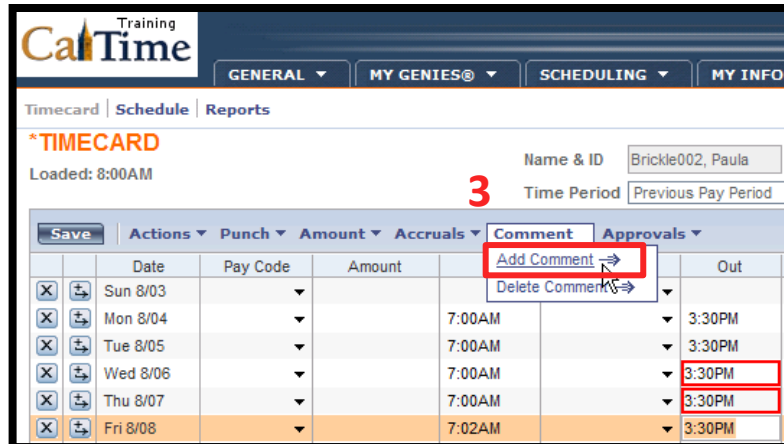 Training
CalTime
GENERAL MY GENIES® SCHEDULING MY INFO
Timecard Schedule Reports
*TIMECARD
Loaded: 8:00AM
Name & ID Brickle002, Paula
3
Time Period Previous Pay Period
Save Actions Punch Amount Accruals Comment Approvals
Add Comment
Delete Comment
Date Pay Code Amount Out
Sun 8/03
Mon 8/04 7:00AM 3:30PM
Tue 8/05 7:00AM 3:30PM
Wed 8/06 7:00AM 3:30PM
Thu 8/07 7:00AM 3:30PM
Fri 8/08 7:02AM 3:30PM